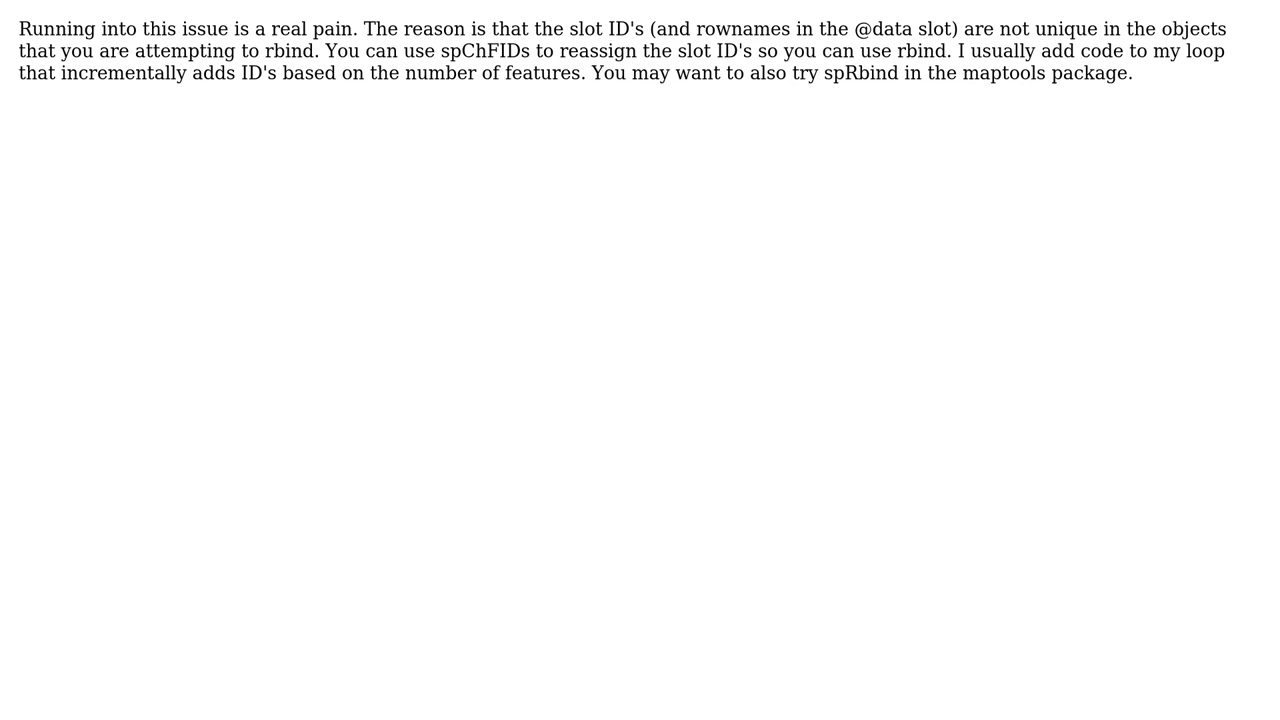 Running into this issue is a real pain. The reason is that the slot ID's (and rownames in the @data slot) are not unique in the objects
that you are attempting to rbind. You can use spChFIDs to reassign the slot ID's so you can use rbind. I usually add code to my loop
that incrementally adds ID's based on the number of features. You may want to also try spRbind in the maptools package.